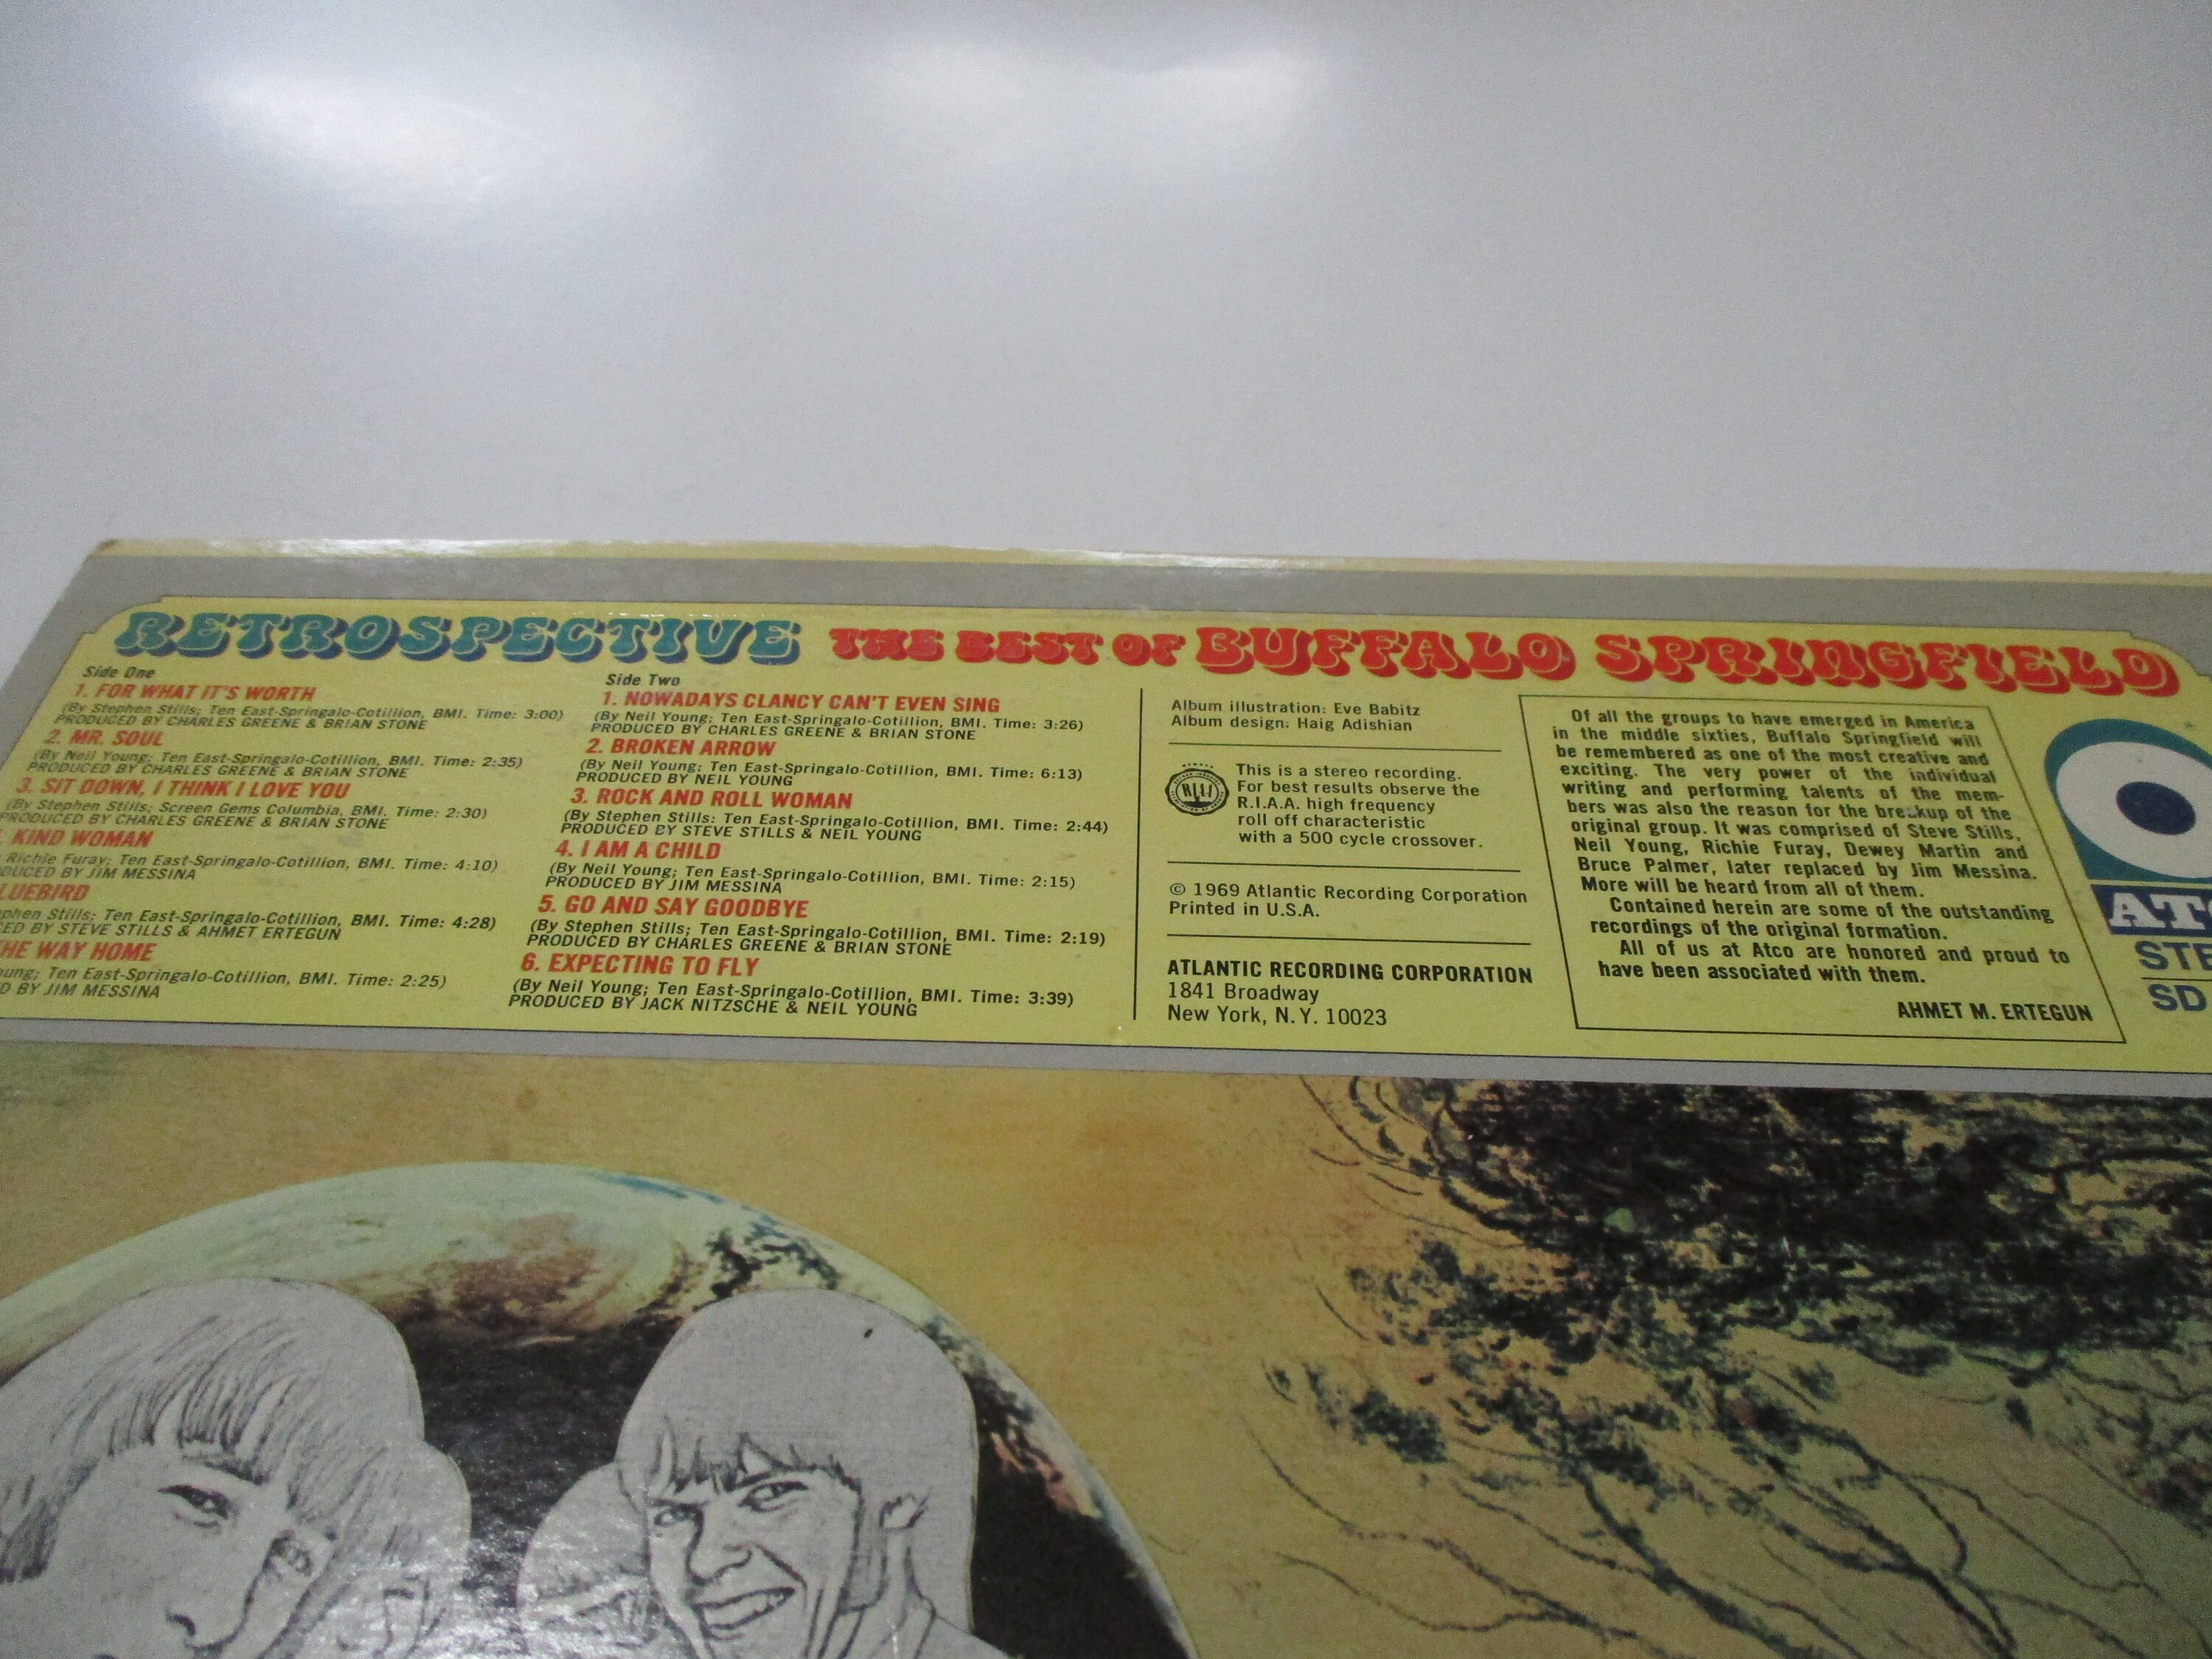 RETROSPECTIVE THE BEST OF BUFFALO SPRINGFIELD
Side One
1. FOR WHAT IT'S WORTH
(By Stephen Stills; Ten East-Springalo-Cotillion, BMI. Time: 3:00)
PRODUCED BY CHARLES GREENE & BRIAN STONE
2. MR. SOUL
(By Neil Young; Ten East-Springalo-Cotillion, BMI. Time: 2:35)
PRODUCED BY CHARLES GREENE & BRIAN STONE
3. SIT DOWN, I THINK I LOVE YOU
(By Stephen Stills; Screen Gems Columbia, BMI. Time: 2:30)
PRODUCED BY CHARLES GREENE & BRIAN STONE
. KIND WOMAN
Richie Furay; Ten East-Springalo-Cotillion, BMI. Time: 4:10)
DUCED BY JIM MESSINA
LUEBIRD
phen Stills; Ten East-Springalo-Cotillion, BMI. Time: 4:28)
CED BY STEVE STILLS & AHMET ERTEGUN
HE WAY HOME
oung; Ten East-Springalo-Cotillion, BMI. Time: 2:25)
D BY JIM MESSINA
Side Two
1. NOWADAYS CLANCY CAN'T EVEN SING
(By Neil Young; Ten East-Springalo-Cotillion, BMI. Time: 3:26)
PRODUCED BY CHARLES GREENE & BRIAN STONE
2. BROKEN ARROW
(By Neil Young; Ten East-Springalo-Cotillion, BMI. Time: 6:13)
PRODUCED BY NEIL YOUNG
3. ROCK AND ROLL WOMAN
(By Stephen Stills: Ten East-Springalo-Cotillion, BMI. Time: 2:44)
PRODUCED BY STEVE STILLS & NEIL YOUNG
4. I AM A CHILD
(By Neil Young; Ten East-Springalo-Cotillion, BMI. Time: 2:15)
PRODUCED BY JIM MESSINA
5. GO AND SAY GOODBYE
(By Stephen Stills; Ten East-Springalo-Cotillion, BMI. Time: 2:19)
PRODUCED BY CHARLES GREENE & BRIAN STONE
6. EXPECTING TO FLY
(By Neil Young; Ten East-Springalo-Cotillion, BMI. Time: 3:39)
PRODUCED BY JACK NITZSCHE & NEIL YOUNG
Album illustration: Eve Babitz
Album design: Haig Adishian
This is a stereo recording.
For best results observe the
R.I.A.A. high frequency
roll off characteristic
with a 500 cycle crossover.
© 1969 Atlantic Recording Corporation
Printed in U.S.A.
ATLANTIC RECORDING CORPORATION
1841 Broadway
New York, N.Y. 10023
Of all the groups to have emerged in America
in the middle sixties, Buffalo Springfield will
be remembered as one of the most creative and
exciting. The very power of the individual
writing and performing talents of the mem-
bers was also the reason for the breakup of the
original group. It was comprised of Steve Stills,
Neil Young, Richie Furay, Dewey Martin and
Bruce Palmer, later replaced by Jim Messina.
More will be heard from all of them.
Contained herein are some of the outstanding
recordings of the original formation.
All of us at Atco are honored and proud to
have been associated with them.
AHMET M. ERTEGUN
ATC
STE
SD